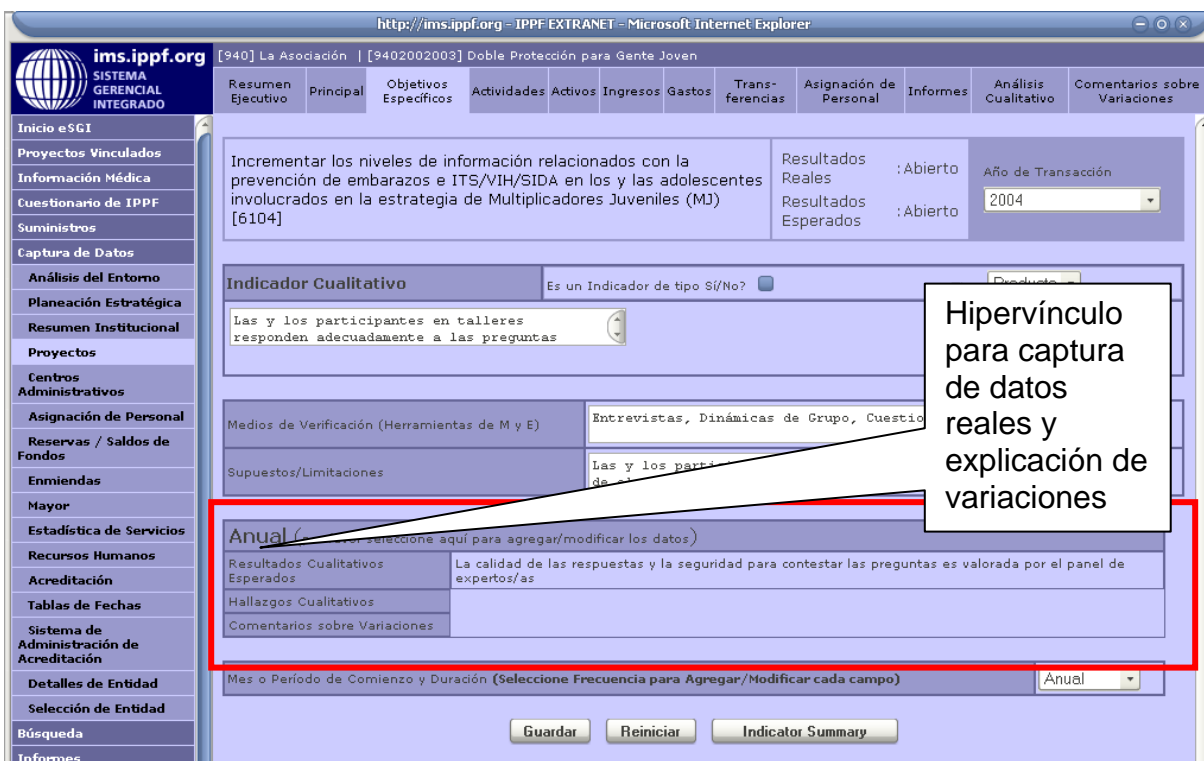 http://ims.ippf.org - IPPF EXTRANET - Microsoft Internet Explorer
ims.ippf.org
SISTEMA
GERENCIAL
INTEGRADO
[940] La Asociación | [9402002003] Doble Protección para Gente Joven
Resumen Ejecutivo
Principal
Objetivos Específicos
Actividades
Activos
Ingresos
Gastos
Trans-
ferencias
Asignación de Personal
Informes
Análisis Cualitativo
Comentarios sobre Variaciones
Inicio eSGI
Proyectos Vinculados
Información Médica
Cuestionario de IPPF
Suministros
Captura de Datos
Análisis del Entorno
Planeación Estratégica
Resumen Institucional
Proyectos
Centros
Administrativos
Asignación de Personal
Reservas / Saldos de
Fondos
Enmiendas
Mayor
Estadística de Servicios
Recursos Humanos
Acreditación
Tablas de Fechas
Sistema de
Administración de
Acreditación
Detalles de Entidad
Selección de Entidad
Búsqueda
Informes
Incrementar los niveles de información relacionados con la
prevención de embarazos e ITS/VIH/SIDA en los y las adolescentes
involucrados en la estrategia de Multiplicadores Juveniles (MJ)
[6104]
Resultados
Reales :Abierto
Resultados
Esperados :Abierto
Año de Transacción
2004
Indicador Cualitativo
Es un Indicador de tipo Sí/No?
Producto
Las y los participantes en talleres
responden adecuadamente a las preguntas
Medios de Verificación (Herramientas de M y E)
Entrevistas, Dinámicas de Grupo,
Supuestos/Limitaciones
Las y los
Hipervínculo
para captura
de datos
reales y
explicación de
variaciones
Anual ( seleccione aquí para agregar/modificar los datos)
Resultados Cualitativos
Esperados
La calidad de las respuestas y la seguridad para contestar las preguntas es valorada por el panel de
expertos/as
Hallazgos Cualitativos
Comentarios sobre Variaciones
Mes o Período de Comienzo y Duración (Seleccione Frecuencia para Agregar/Modificar cada campo)
Anual
Guardar
Reiniciar
Indicator Summary